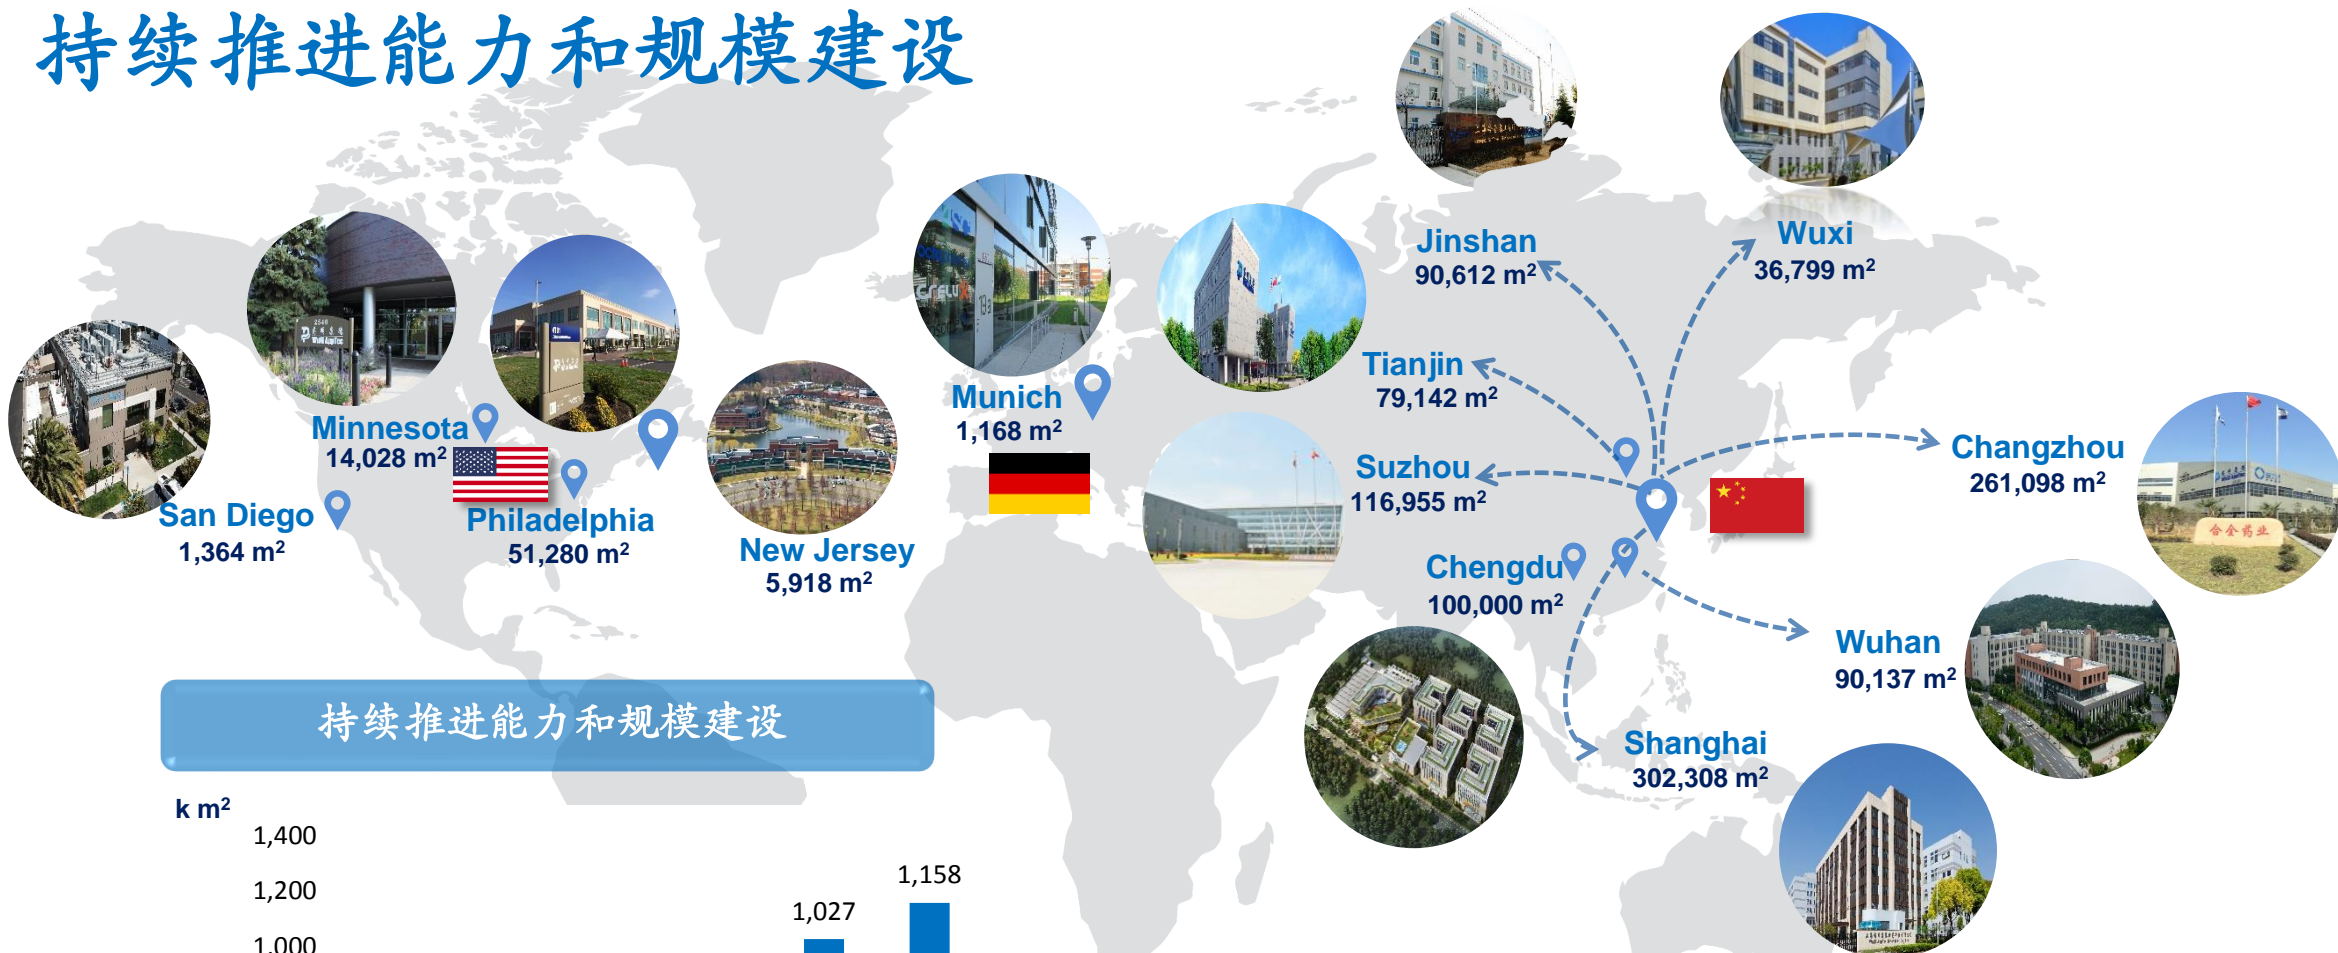 持续推进能力和规模建设
Jinshan
90,612 m²
Wuxi
36,799 m²
Tianjin
79,142 m²
Munich
1,168 m²
Minnesota
14,028 m²
Suzhou
116,955 m²
Changzhou
261,098 m²
San Diego
1,364 m²
Philadelphia
51,280 m²
New Jersey
5,918 m²
合全药业
Chengdu
100,000 m²
Wuhan
90,137 m²
持续推进能力和规模建设
Shanghai
302,308 m²
k m²
1,400
1,200
1,000
1,027
1,158